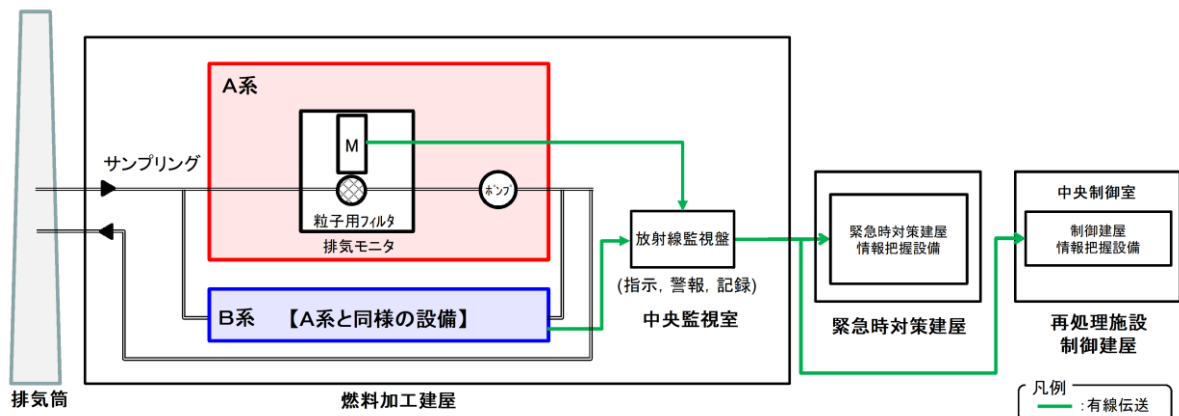 A系
M
サンプリング
ポンプ
粒子用フィルタ
排気モニタ
放射線監視盤
(指示, 警報, 記録)
中央監視室
B系 【A系と同様の設備】
緊急時対策建屋
情報把握設備
緊急時対策建屋
中央制御室
制御建屋
情報把握設備
再処理施設
制御建屋
排気筒
燃料加工建屋
凡例
:有線伝送